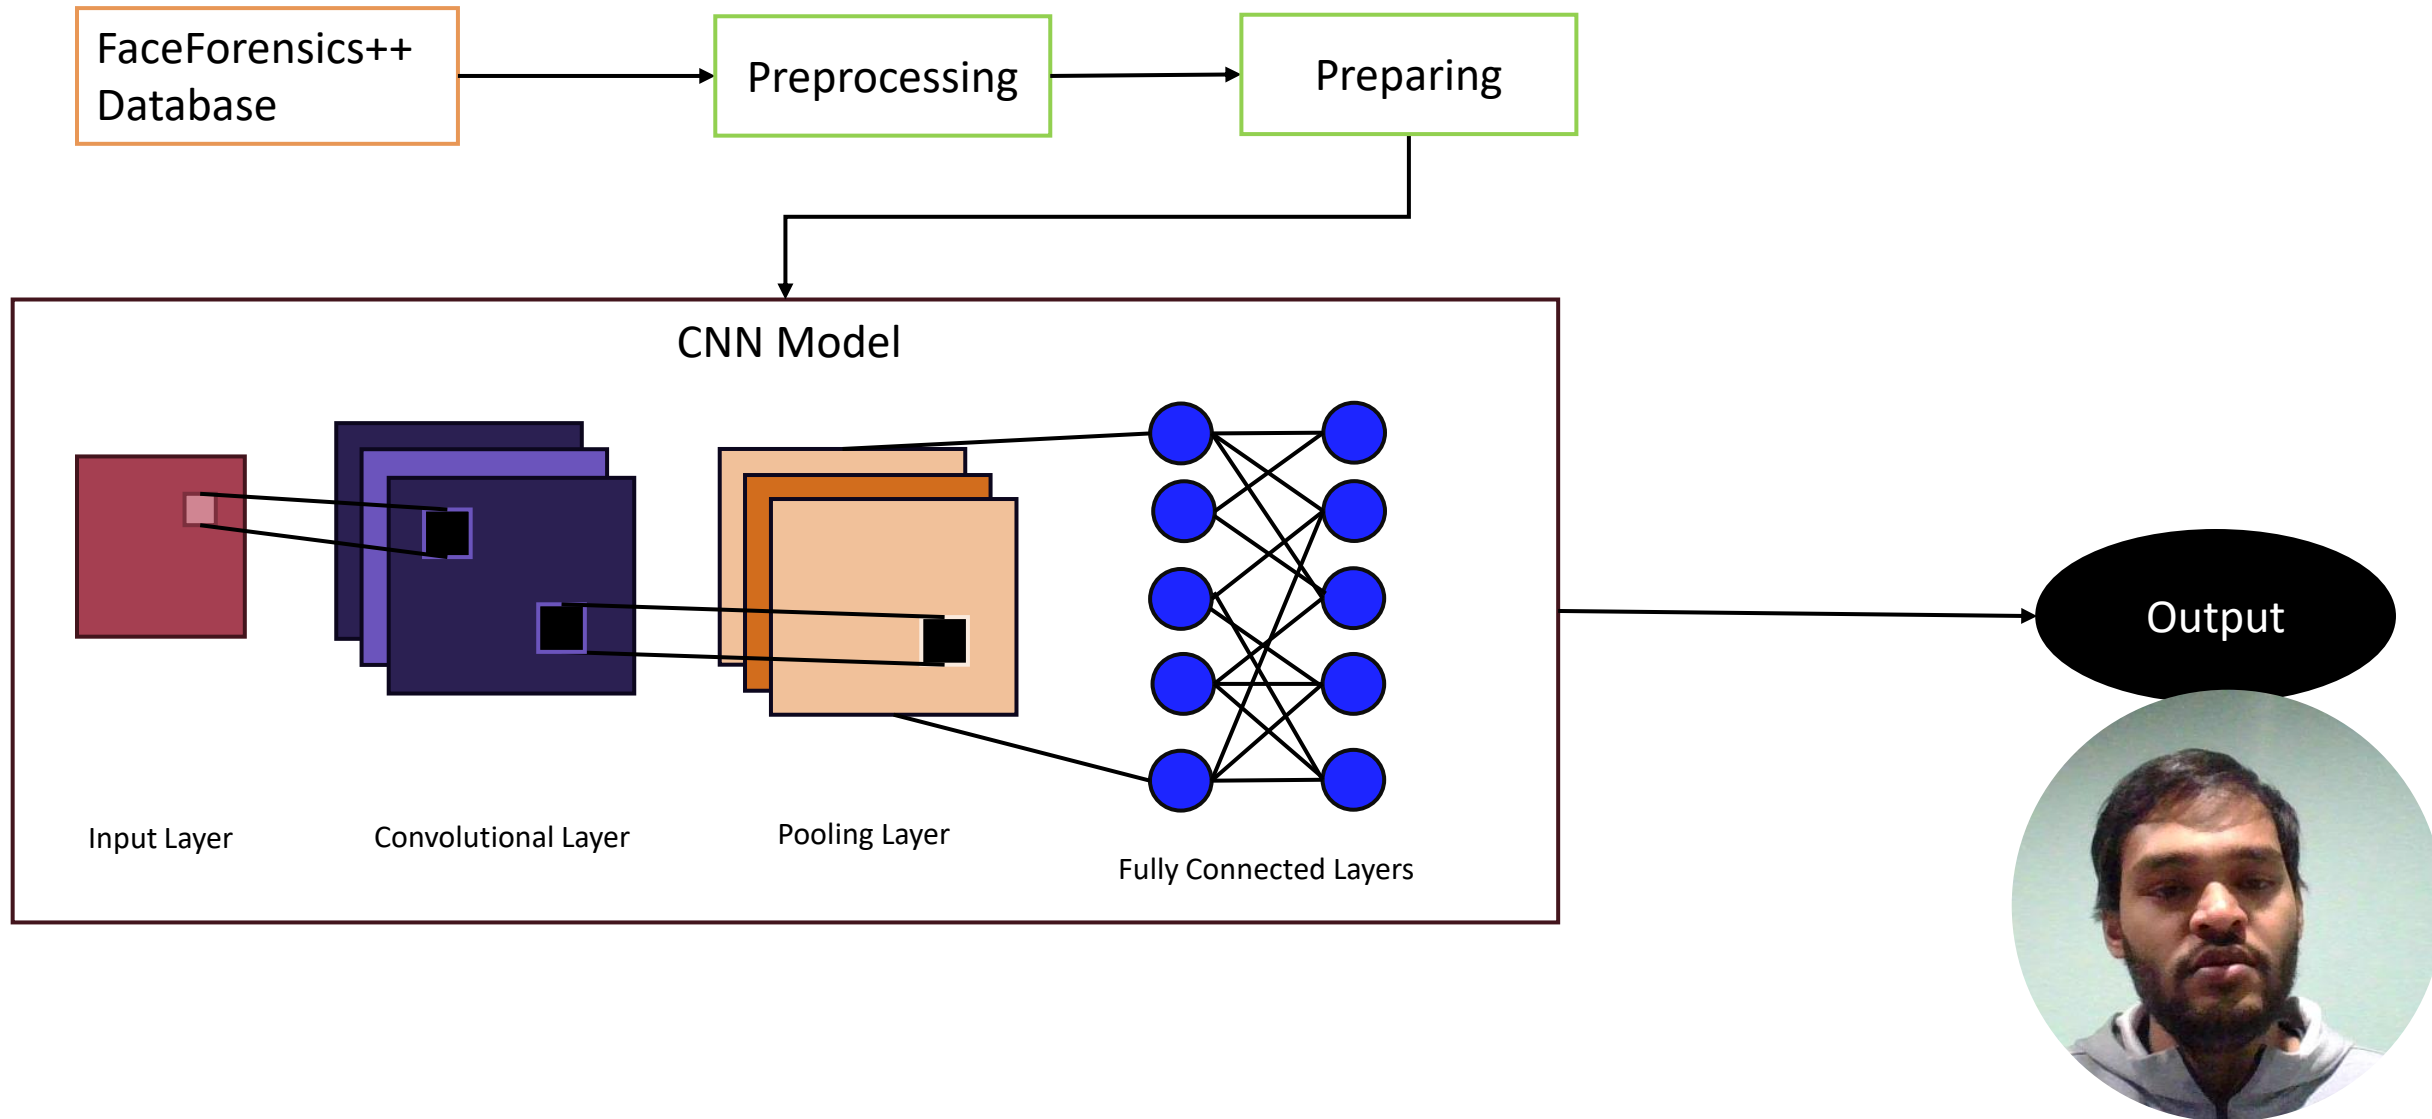 FaceForensics++
Database
Preprocessing
Preparing
CNN Model
Input Layer
Convolutional Layer
Pooling Layer
Fully Connected Layers
Output